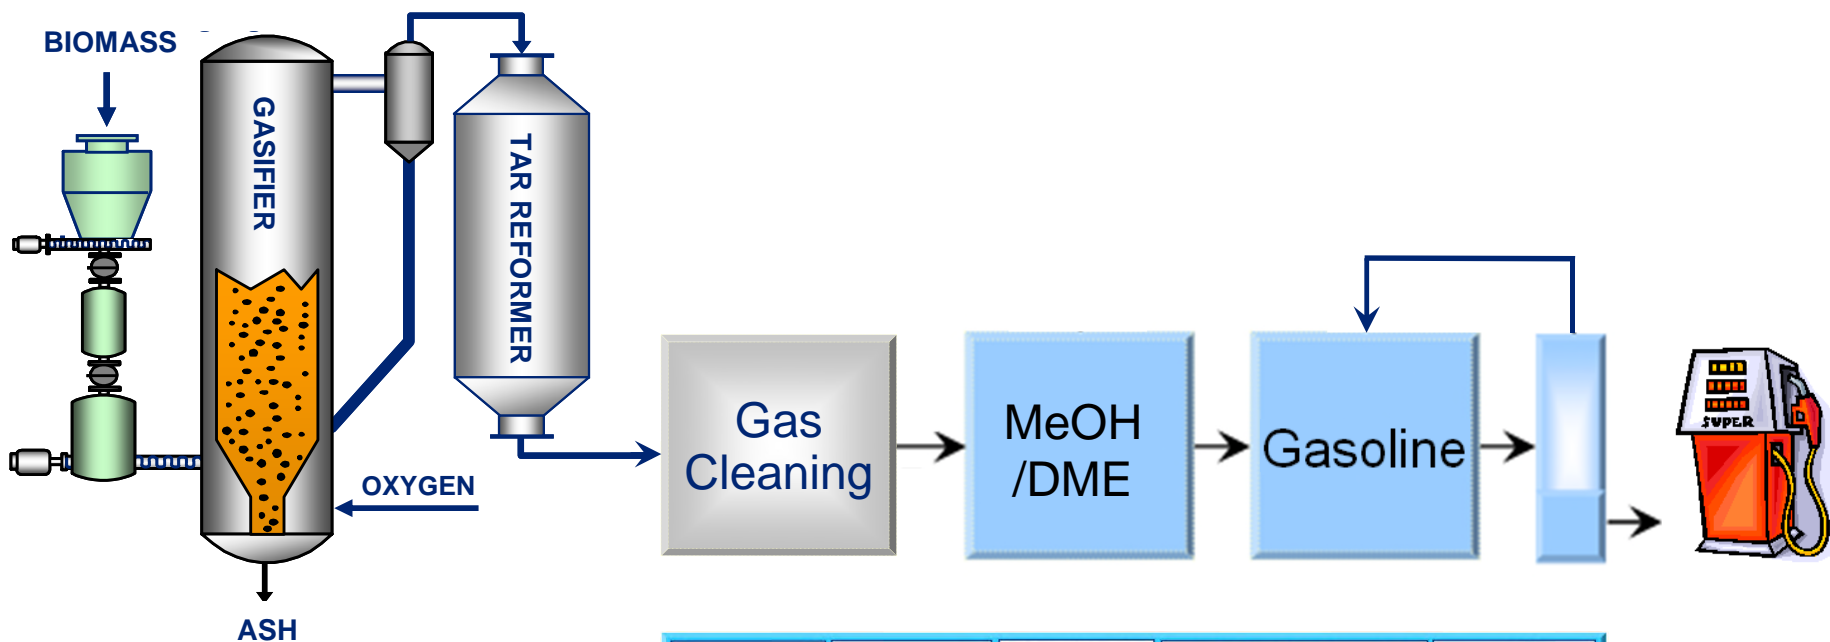 BIOMASS
GASIFIER
TAR REFORMER
OXYGEN
ASH
Gas
Cleaning
MeOH
/DME
Gasoline
SUPER